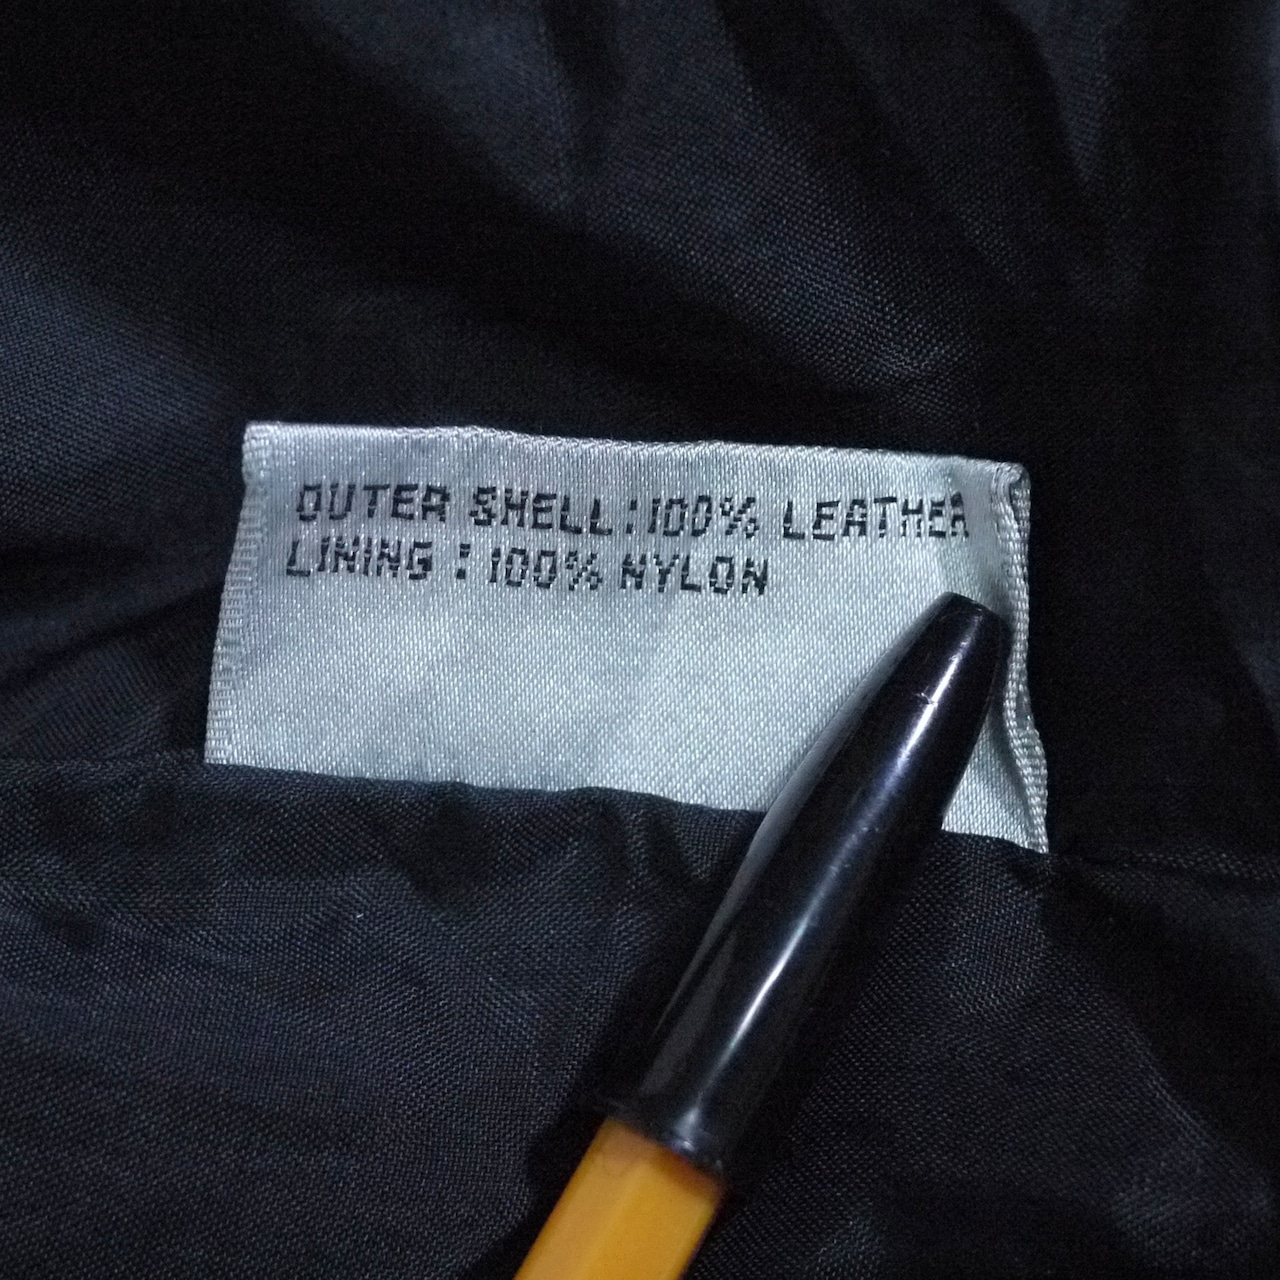 OUTER SHELL:100% LEATHER
LINING :100% NYLON